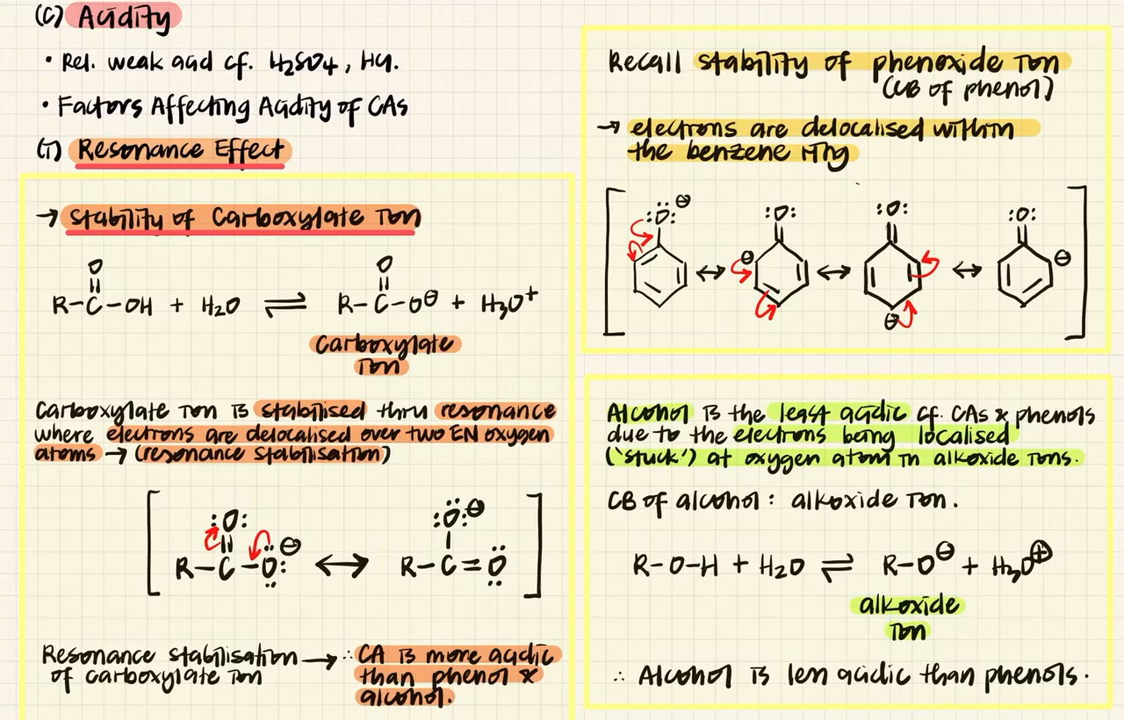 (c) Acidity
• Rel. weak acid cf. H₂SO₄, HCl.
• Factors Affecting Acidity of CAs
(i) Resonance Effect
→ Stability of Carboxylate Ion
O
O
R–C–OH + H₂O ⇌ R–C–O⊖ + H₃O⁺
Carboxylate
Ion
Carboxylate Ion is stabilised thru resonance
where electrons are delocalised over two EN oxygen
atoms → (resonance stabilisation)
:O: :Ö:⊖
R–C–Ö:⊖ ↔ R–C=Ö
Resonance stabilisation → ∴ CA is more acidic
of carboxylate ion than phenol &
alcohol.
Recall stability of phenoxide Ion
(CB of phenol)
→ electrons are delocalised within
the benzene ring
:Ö:⊖ :O: :O: :O:
⊖ ↔ ⊖ ↔ ⊖ ↔ ⊖
Alcohol is the least acidic cf. CAs & phenols
due to the electrons being localised
('stuck') at oxygen atom in alkoxide ions.
CB of alcohol : alkoxide Ion.
R-O-H + H₂O ⇌ R-O⊖ + H₃O⊕
alkoxide
Ion
∴ Alcohol is less acidic than phenols.